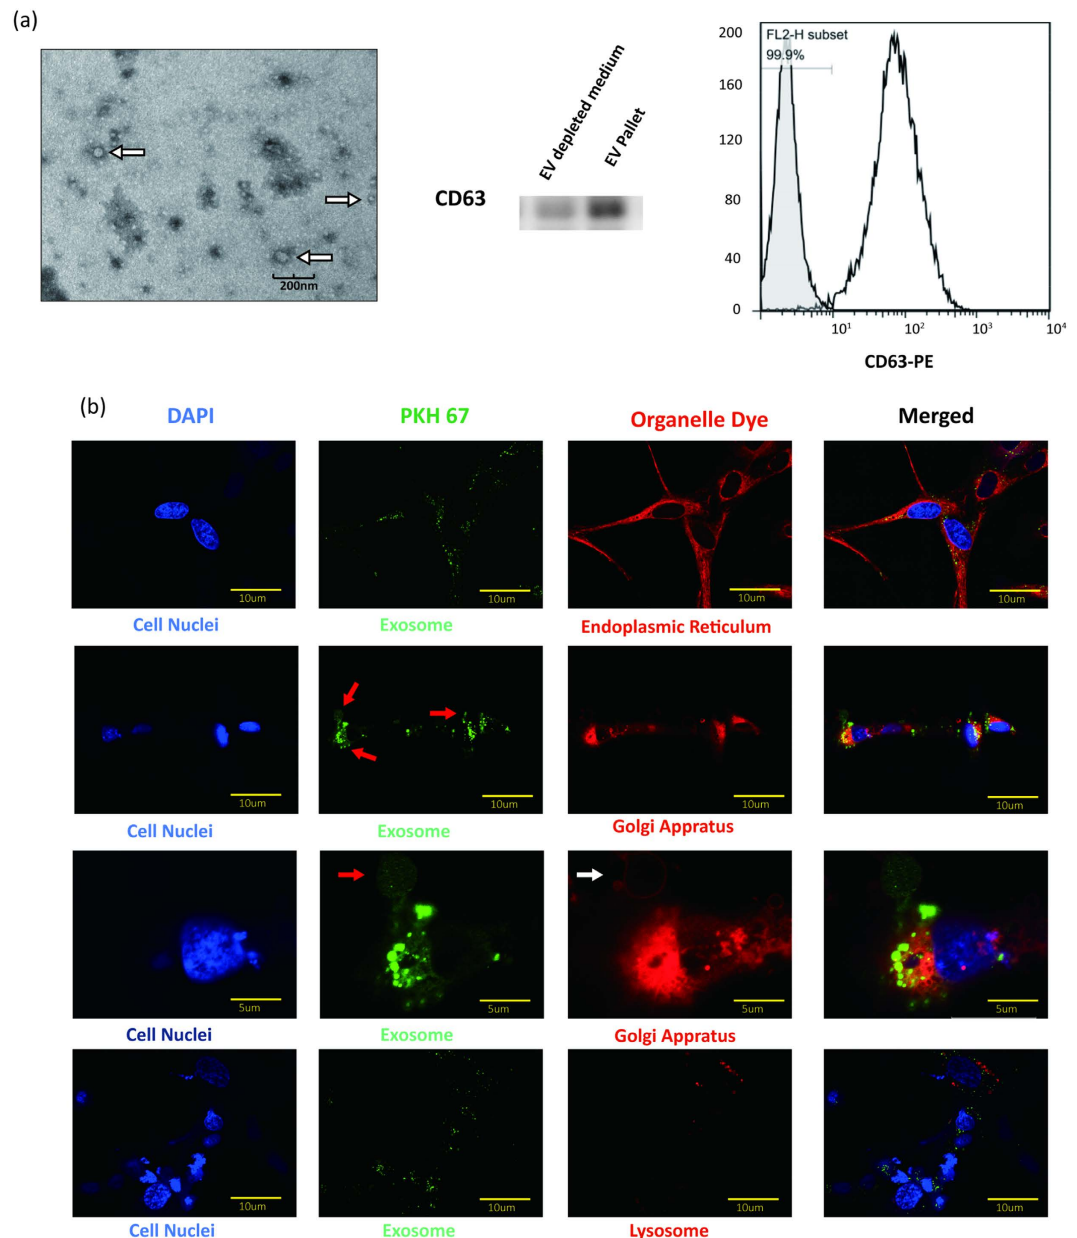 (a)
200nm
CD63
EV depleted medium
EV Pallet
FL2-H subset
99.9%
200
160
120
80
40
0
10¹
10²
10³
10⁴
CD63-PE
(b)
DAPI
PKH 67
Organelle Dye
Merged
10um
10um
10um
10um
Cell Nuclei
Exosome
Endoplasmic Reticulum
10um
10um
10um
10um
Cell Nuclei
Exosome
Golgi Appratus
5um
5um
5um
5um
Cell Nuclei
Exosome
Golgi Appratus
10um
10um
10um
10um
Cell Nuclei
Exosome
Lysosome